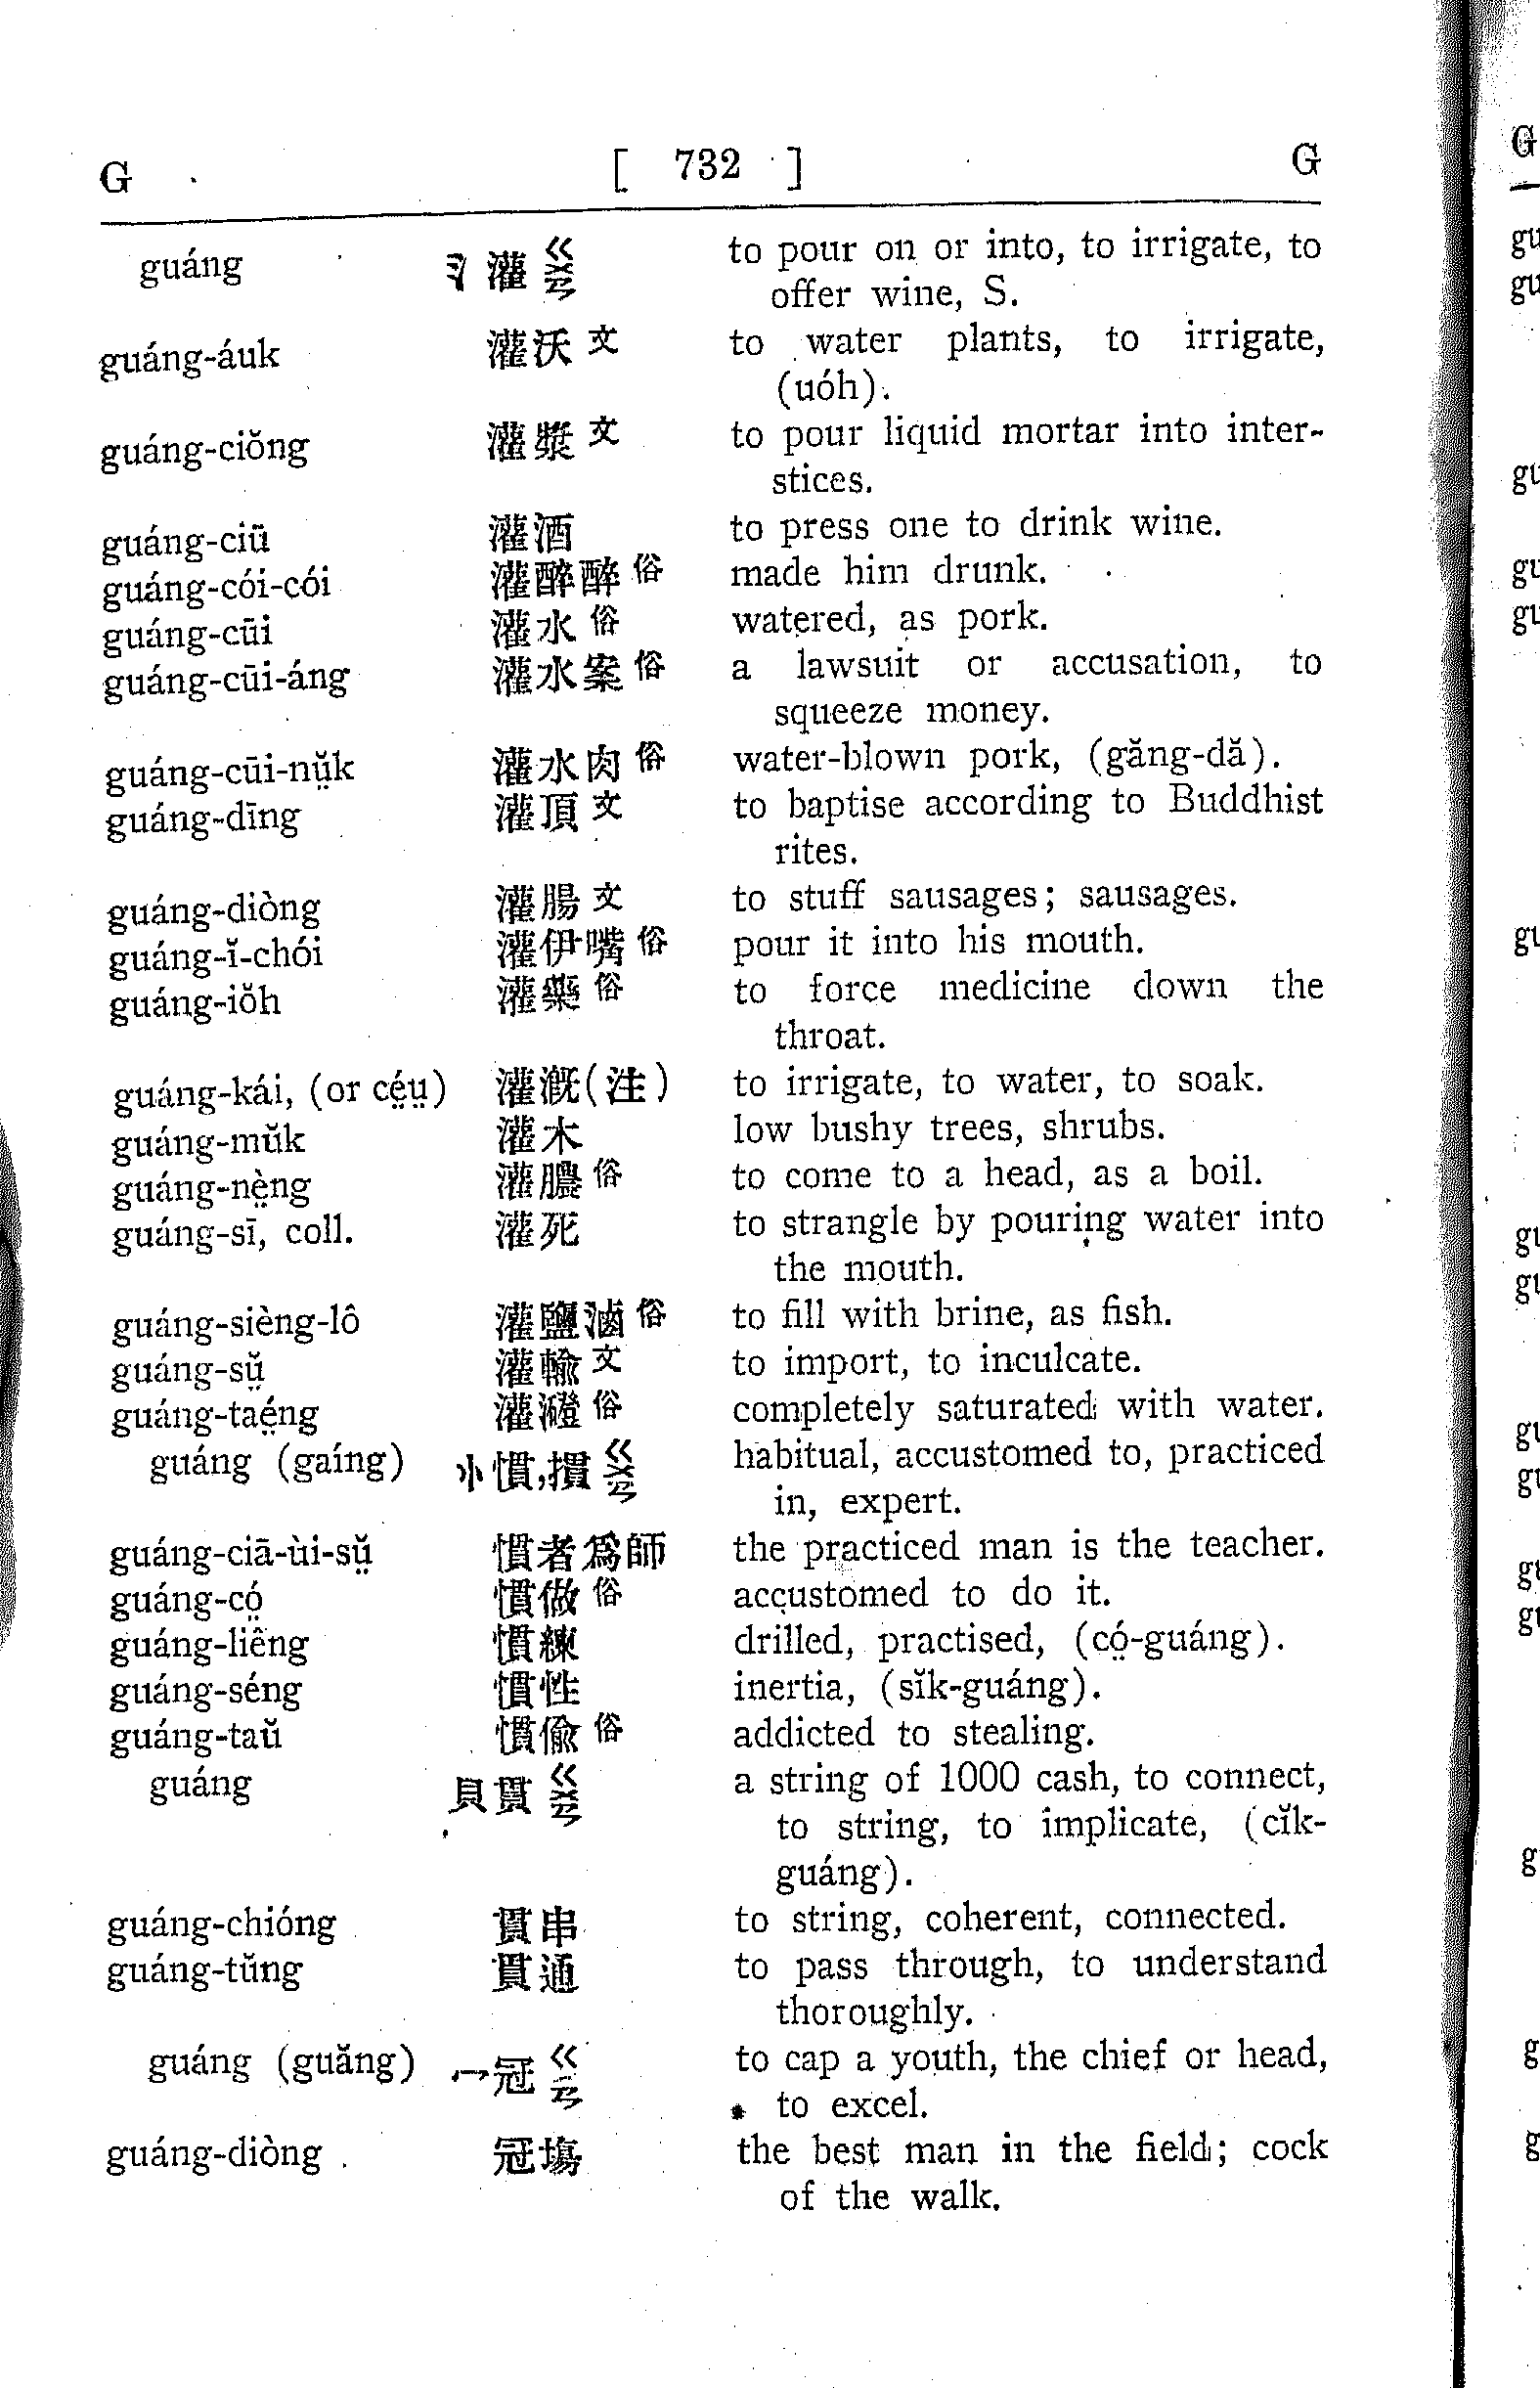 G [ 732 ] G
guáng 氵灌 ㄍㄨㄢ to pour on or into, to irrigate, to
offer wine, S.
guáng-áuk 灌沃 文 to water plants, to irrigate,
(uóh).
guáng-ciŏng 灌漿 文 to pour liquid mortar into inter-
stices.
guáng-ciū 灌酒 to press one to drink wine.
guáng-cói-cói 灌醉醉 俗 made him drunk.
guáng-cūi 灌水 俗 watered, as pork.
guáng-cūi-áng 灌水案 俗 a lawsuit or accusation, to
squeeze money.
guáng-cūi-nṳ̆k 灌水肉 俗 water-blown pork, (găng-dă).
guáng-dīng 灌頂 文 to baptise according to Buddhist
rites.
guáng-diòng 灌腸 文 to stuff sausages; sausages.
guáng-ĭ-chói 灌伊嘴 俗 pour it into his mouth.
guáng-iŏh 灌藥 俗 to force medicine down the
throat.
guáng-kái, (or cé̤ṳ) 灌漑(注) to irrigate, to water, to soak.
guáng-mŭk 灌木 low bushy trees, shrubs.
guáng-nè̤ng 灌膿 俗 to come to a head, as a boil.
guáng-sī, coll. 灌死 to strangle by pouring water into
the mouth.
guáng-sièng-lô 灌鹽滷 俗 to fill with brine, as fish.
guáng-sṳ̆ 灌輸 文 to import, to inculcate.
guáng-taé̤ng 灌 俗 completely saturated with water.
guáng (gaíng) 忄慣,摜 ㄍㄨㄢ habitual, accustomed to, practiced
in, expert.
guáng-ciā-ùi-sṳ̆ 慣者爲師 the practiced man is the teacher.
guáng-có̤ 慣做 俗 accustomed to do it.
guáng-liêng 慣練 drilled, practised, (có̤-guáng).
guáng-séng 慣性 inertia, (sĭk-guáng).
guáng-taŭ 慣偷 俗 addicted to stealing.
guáng 貝貫 ㄍㄨㄢ a string of 1000 cash, to connect,
to string, to implicate, (cĭk-
guáng).
guáng-chióng 貫串 to string, coherent, connected.
guáng-tŭng 貫通 to pass through, to understand
thoroughly.
guáng (guăng) 冖冠 ㄍㄨㄢ to cap a youth, the chief or head,
to excel.
guáng-diòng 冠塲 the best man in the field; cock
of the walk.